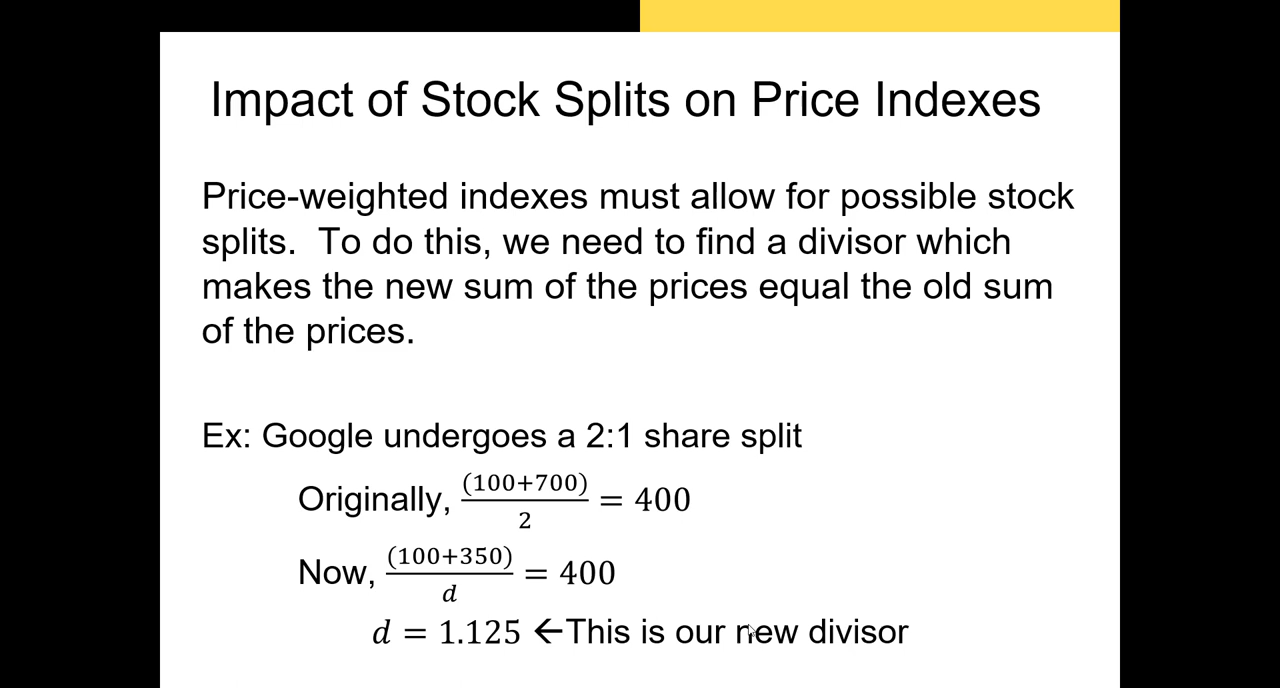 Impact of Stock Splits on Price Indexes
Price-weighted indexes must allow for possible stock
splits. To do this, we need to find a divisor which
makes the new sum of the prices equal the old sum
of the prices.
Ex: Google undergoes a 2:1 share split
Originally, (100+700)/2 = 400
Now, (100+350)/d = 400
d = 1.125 ←This is our new divisor